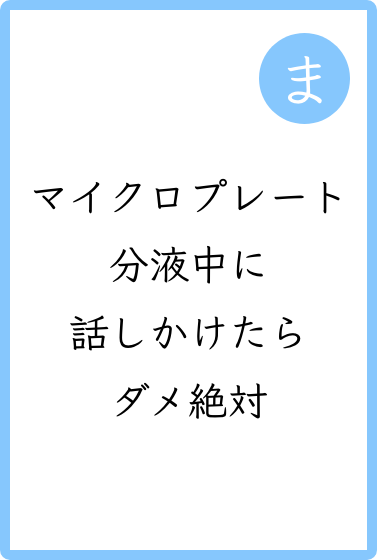 ま
マイクロプレート
分液中に
話しかけたら
ダメ絶対